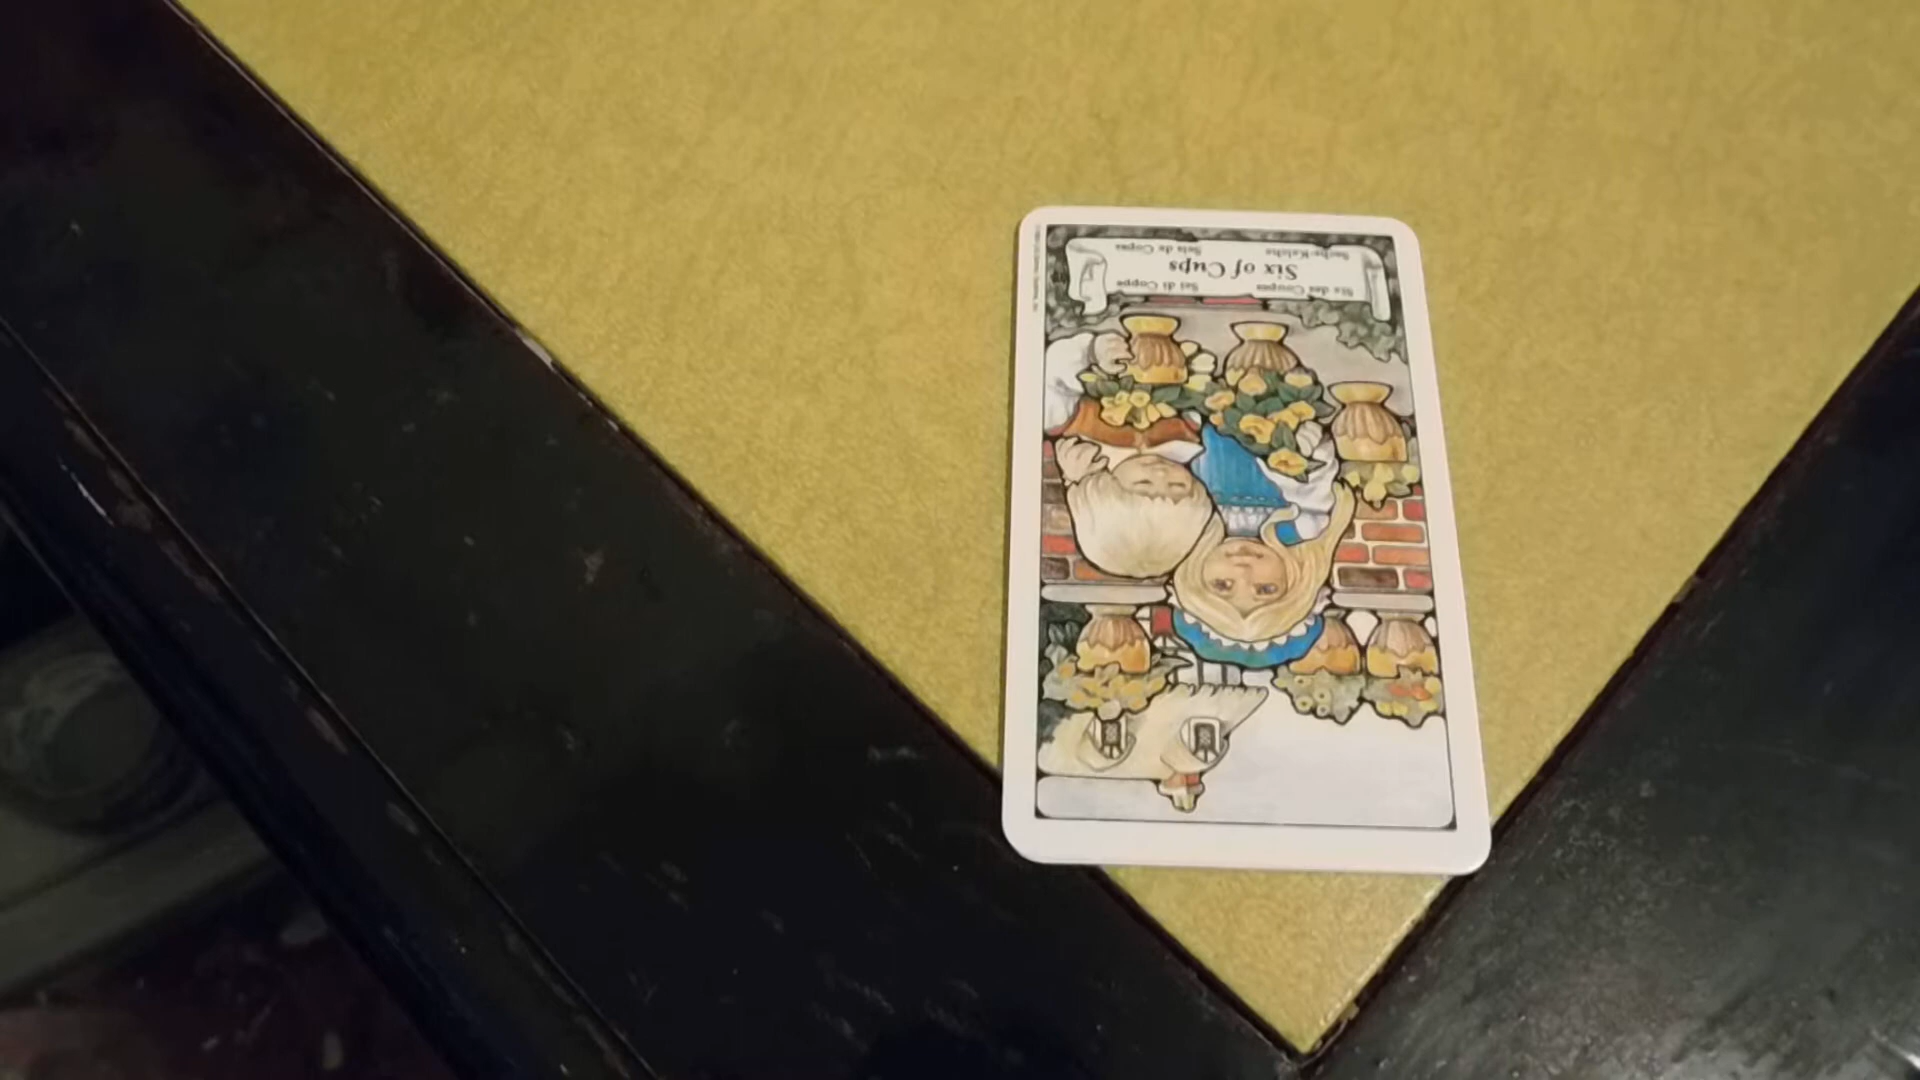 Six des Coupes Sei di Coppe
Six of Cups
Sechs-Kelche Seis de Copas